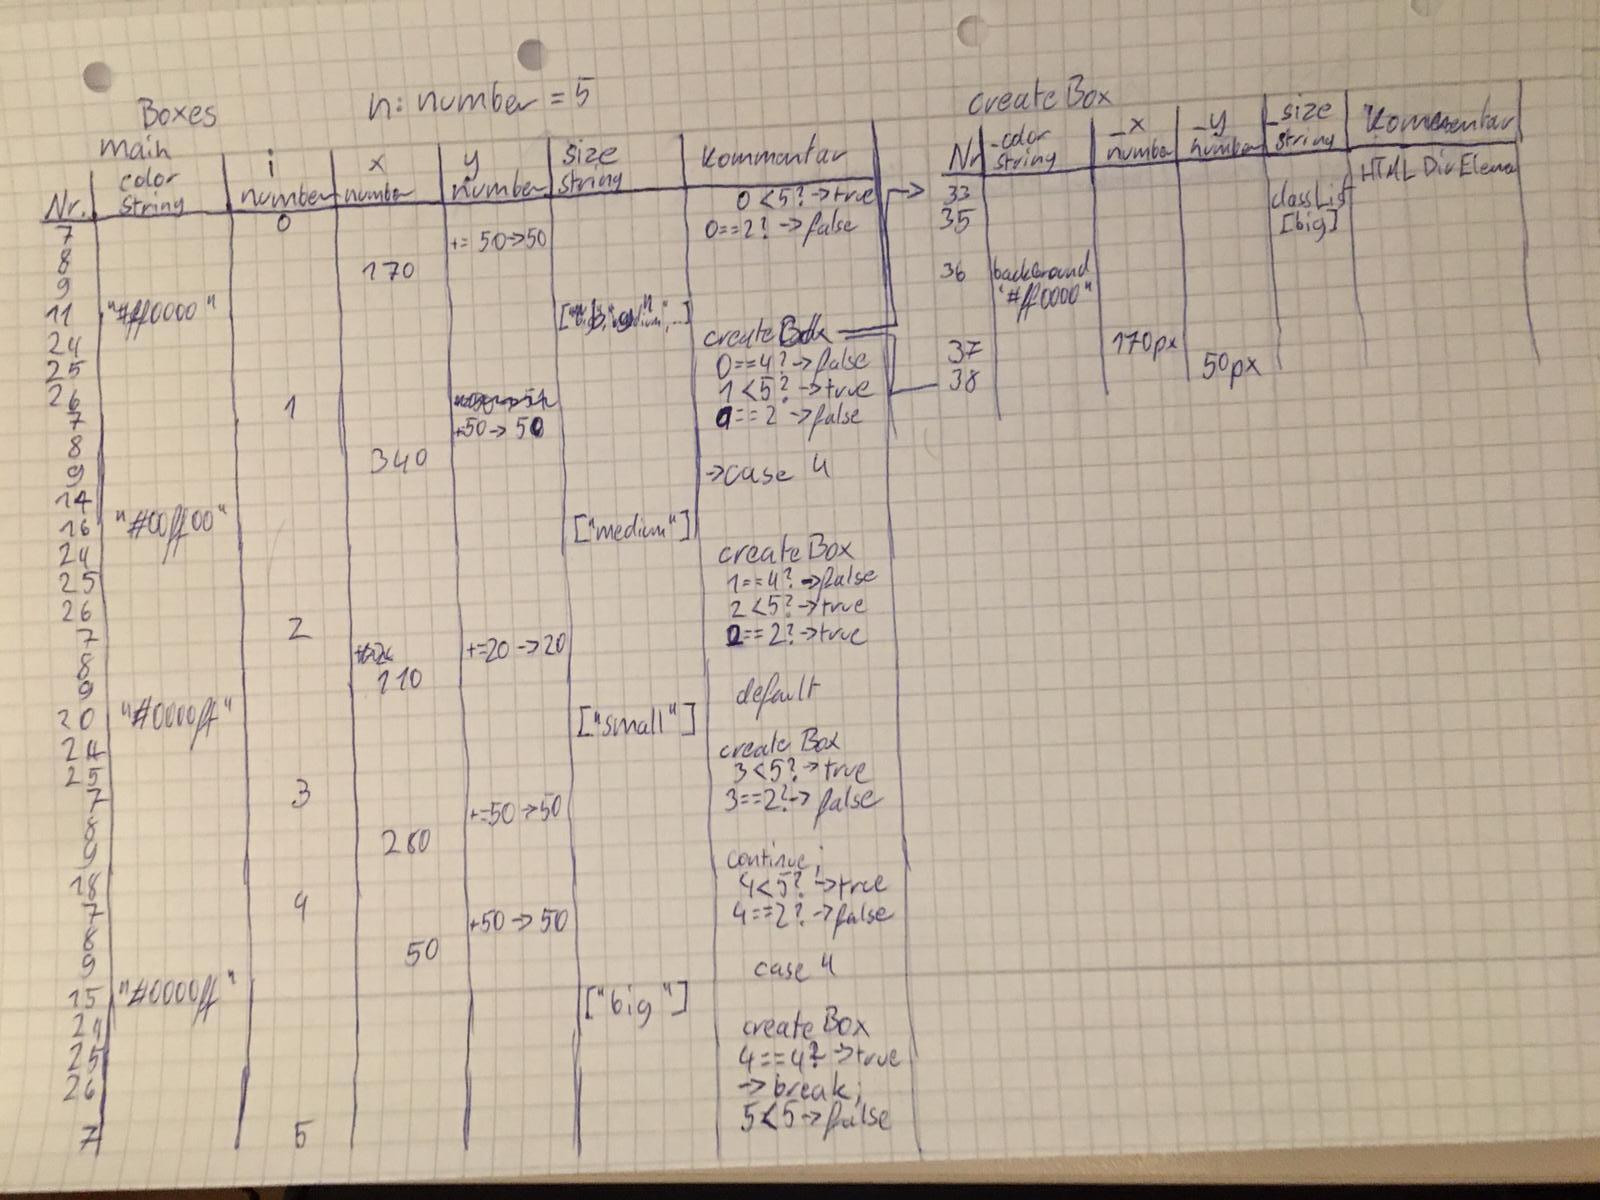 Boxes
n: number = 5
main
Nr. color string | i number | x number | y number | size string | Kommentar
7 0 0<5? → true
8 += 50→50 0==2? → false
9 170
11 "#ff0000"
24 createBox
25 0==4? → false
26 1<5? → true
7 1 0==2 → false
8 +50→50
9 340
14 →case 4
16 "#00ff00" ["medium"]
24 createBox
25 1==4? → false
26 2<5? → true
7 2 2==2? → true
8 +=20→20
9 110
20 "#0000ff" default
["small"]
24 createBox
25 3<5? → true
7 3 3==2? → false
8 +=50→50
9 280
18 continue;
7 4 4<5? → true
8 +50→50 4==2? → false
9 50
15 "#0000ff" case 4
["big"]
24 createBox
25 4==4? → true
26 → break;
7 5 5<5 → false
createBox
Nr _color string | _x number | _y number | _size string | Kommentar
33 HTML Div Elemen
35 classList [big]
36 background "#ff0000"
37 170px
38 50px